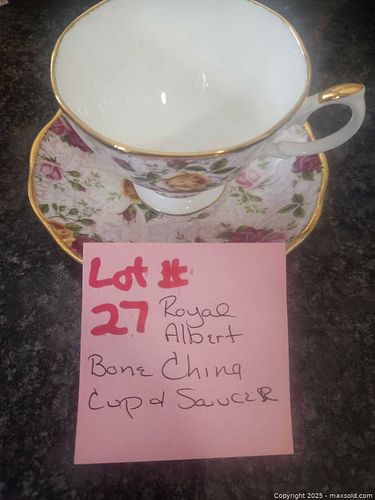 Lot #
27 Royal
Albert
Bone China
Cup & Saucer
Copyright 2025 - maxsold.com